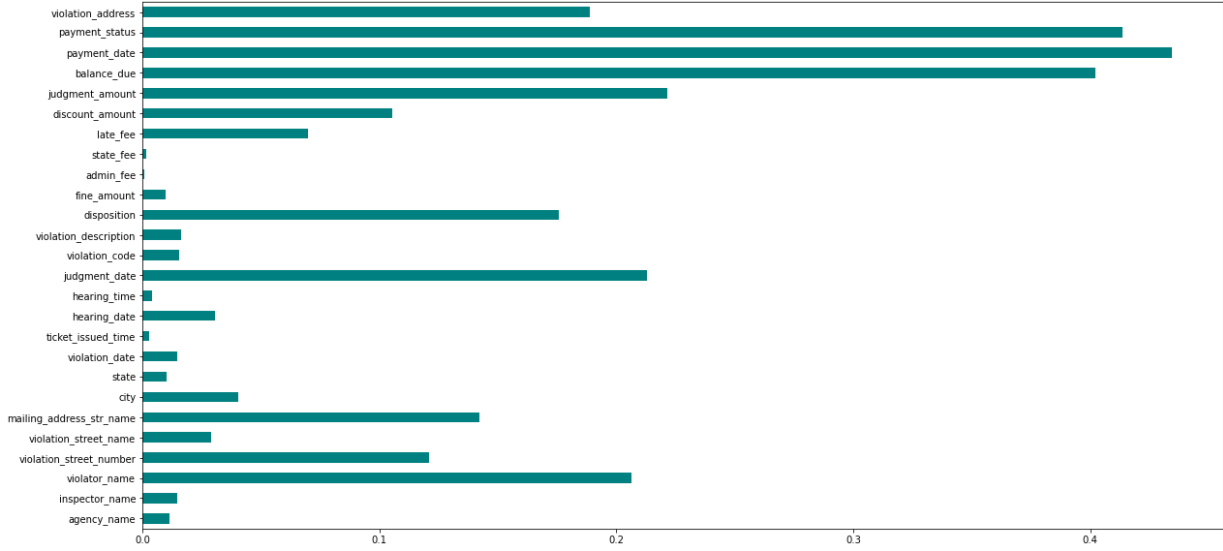 violation_address
payment_status
payment_date
balance_due
judgment_amount
discount_amount
late_fee
state_fee
admin_fee
fine_amount
disposition
violation_description
violation_code
judgment_date
hearing_time
hearing_date
ticket_issued_time
violation_date
state
city
mailing_address_str_name
violation_street_name
violation_street_number
violator_name
inspector_name
agency_name
0.0 0.1 0.2 0.3 0.4